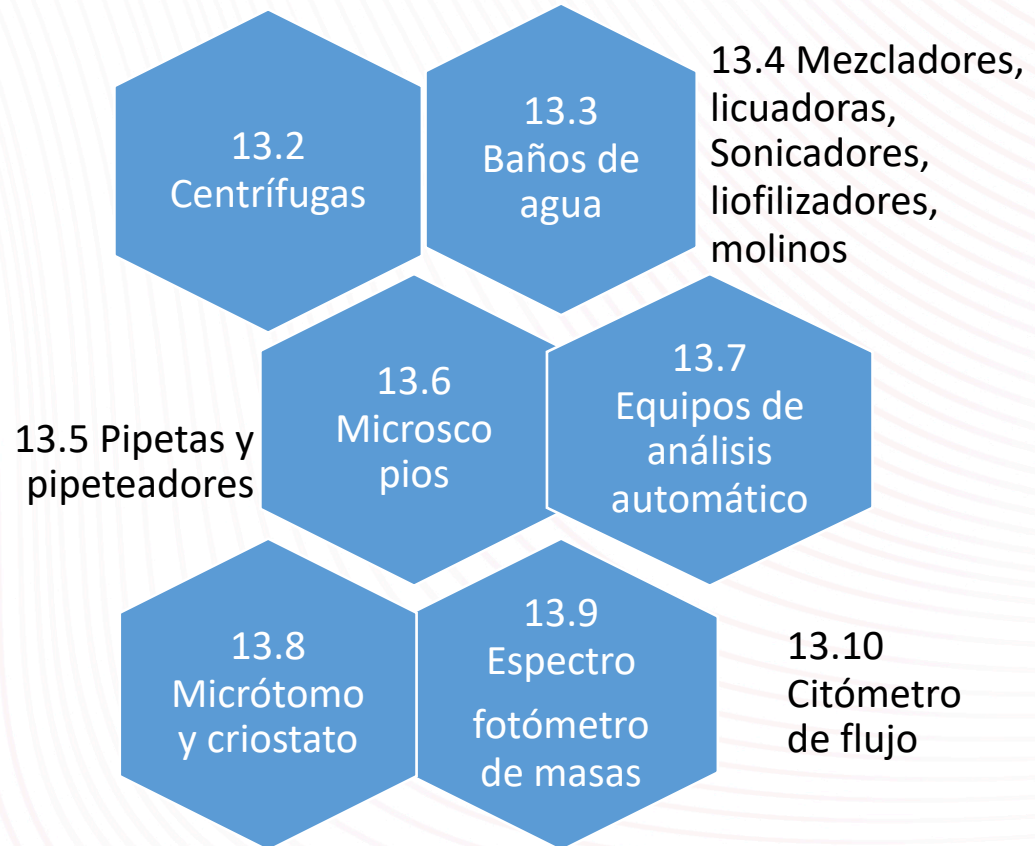 13.2
Centrífugas
13.3
Baños de
agua
13.4 Mezcladores,
licuadoras,
Sonicadores,
liofilizadores,
molinos
13.5 Pipetas y
pipeteadores
13.6
Microsco
pios
13.7
Equipos de
análisis
automático
13.8
Micrótomo
y criostato
13.9
Espectro
fotómetro
de masas
13.10
Citómetro
de flujo